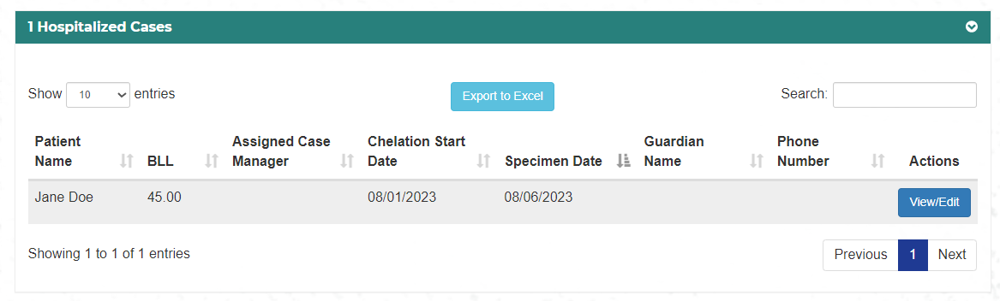 1 Hospitalized Cases
Show 10 entries Export to Excel Search:
Patient Name BLL Assigned Case Manager Chelation Start Date Specimen Date Guardian Name Phone Number Actions
Jane Doe 45.00 08/01/2023 08/06/2023 View/Edit
Showing 1 to 1 of 1 entries Previous 1 Next